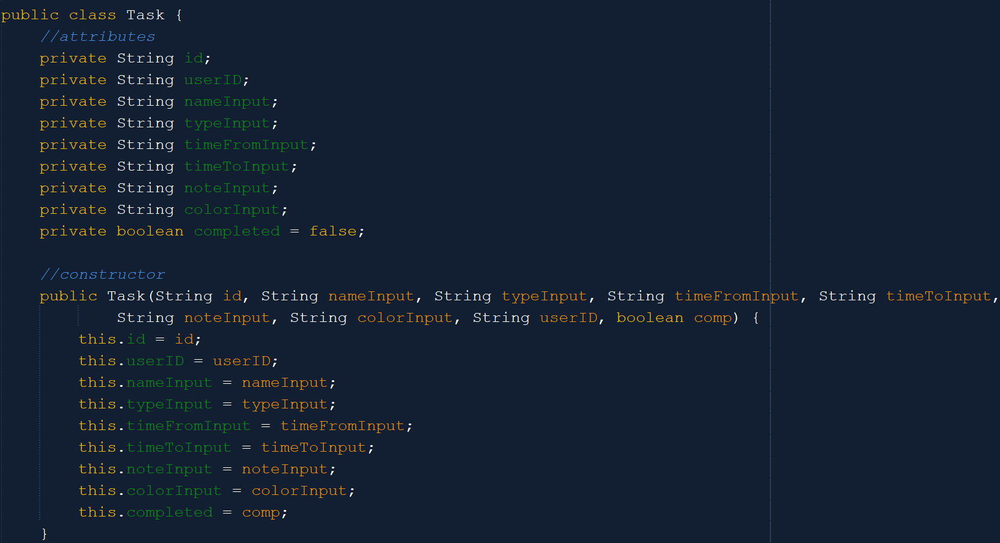 public class Task {
//attributes
private String id;
private String userID;
private String nameInput;
private String typeInput;
private String timeFromInput;
private String timeToInput;
private String noteInput;
private String colorInput;
private boolean completed = false;
//constructor
public Task(String id, String nameInput, String typeInput, String timeFromInput, String timeToInput,
String noteInput, String colorInput, String userID, boolean comp) {
this.id = id;
this.userID = userID;
this.nameInput = nameInput;
this.typeInput = typeInput;
this.timeFromInput = timeFromInput;
this.timeToInput = timeToInput;
this.noteInput = noteInput;
this.colorInput = colorInput;
this.completed = comp;
}